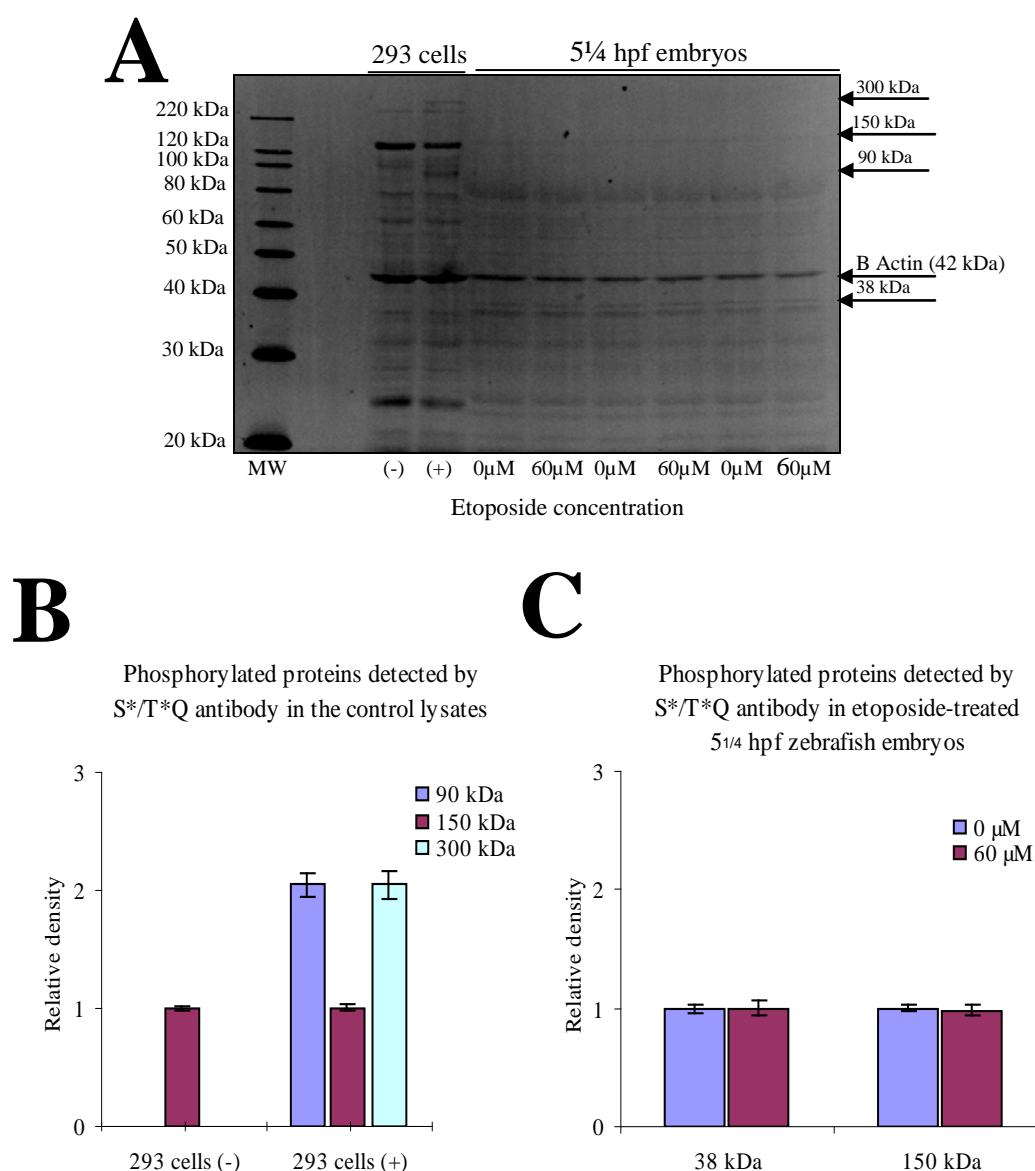 A
293 cells
5¼ hpf embryos
220 kDa
120 kDa
100 kDa
80 kDa
60 kDa
50 kDa
40 kDa
30 kDa
20 kDa
300 kDa
150 kDa
90 kDa
B Actin (42 kDa)
38 kDa
MW (-) (+) 0µM 60µM 0µM 60µM 0µM 60µM
Etoposide concentration
B
Phosphorylated proteins detected by
S*/T*Q antibody in the control lysates
3
2
1
0
Relative density
90 kDa
150 kDa
300 kDa
293 cells (-) 293 cells (+)
C
Phosphorylated proteins detected by
S*/T*Q antibody in etoposide-treated
51/4 hpf zebrafish embryos
3
2
1
0
Relative density
0 µM
60 µM
38 kDa 150 kDa